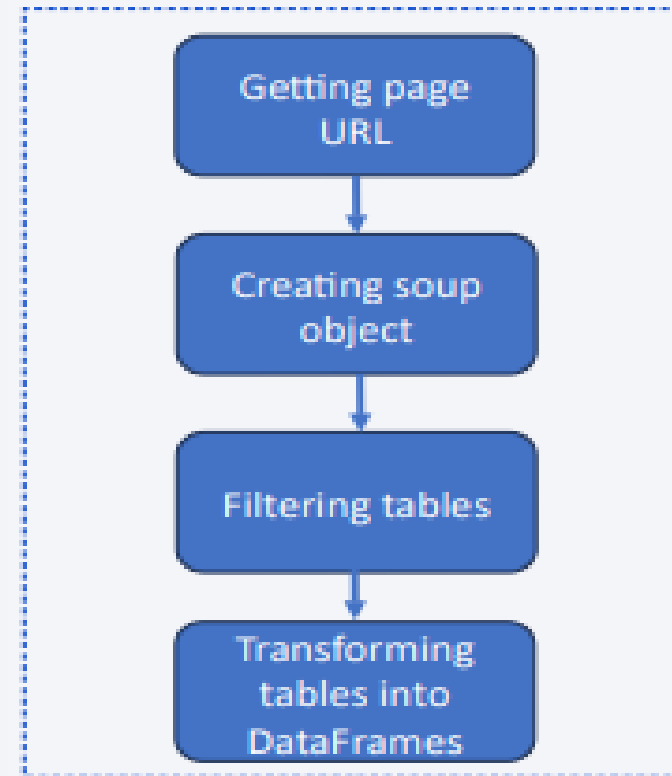 Getting page
URL
Creating soup
object
Filtering tables
Transforming
tables into
DataFrames